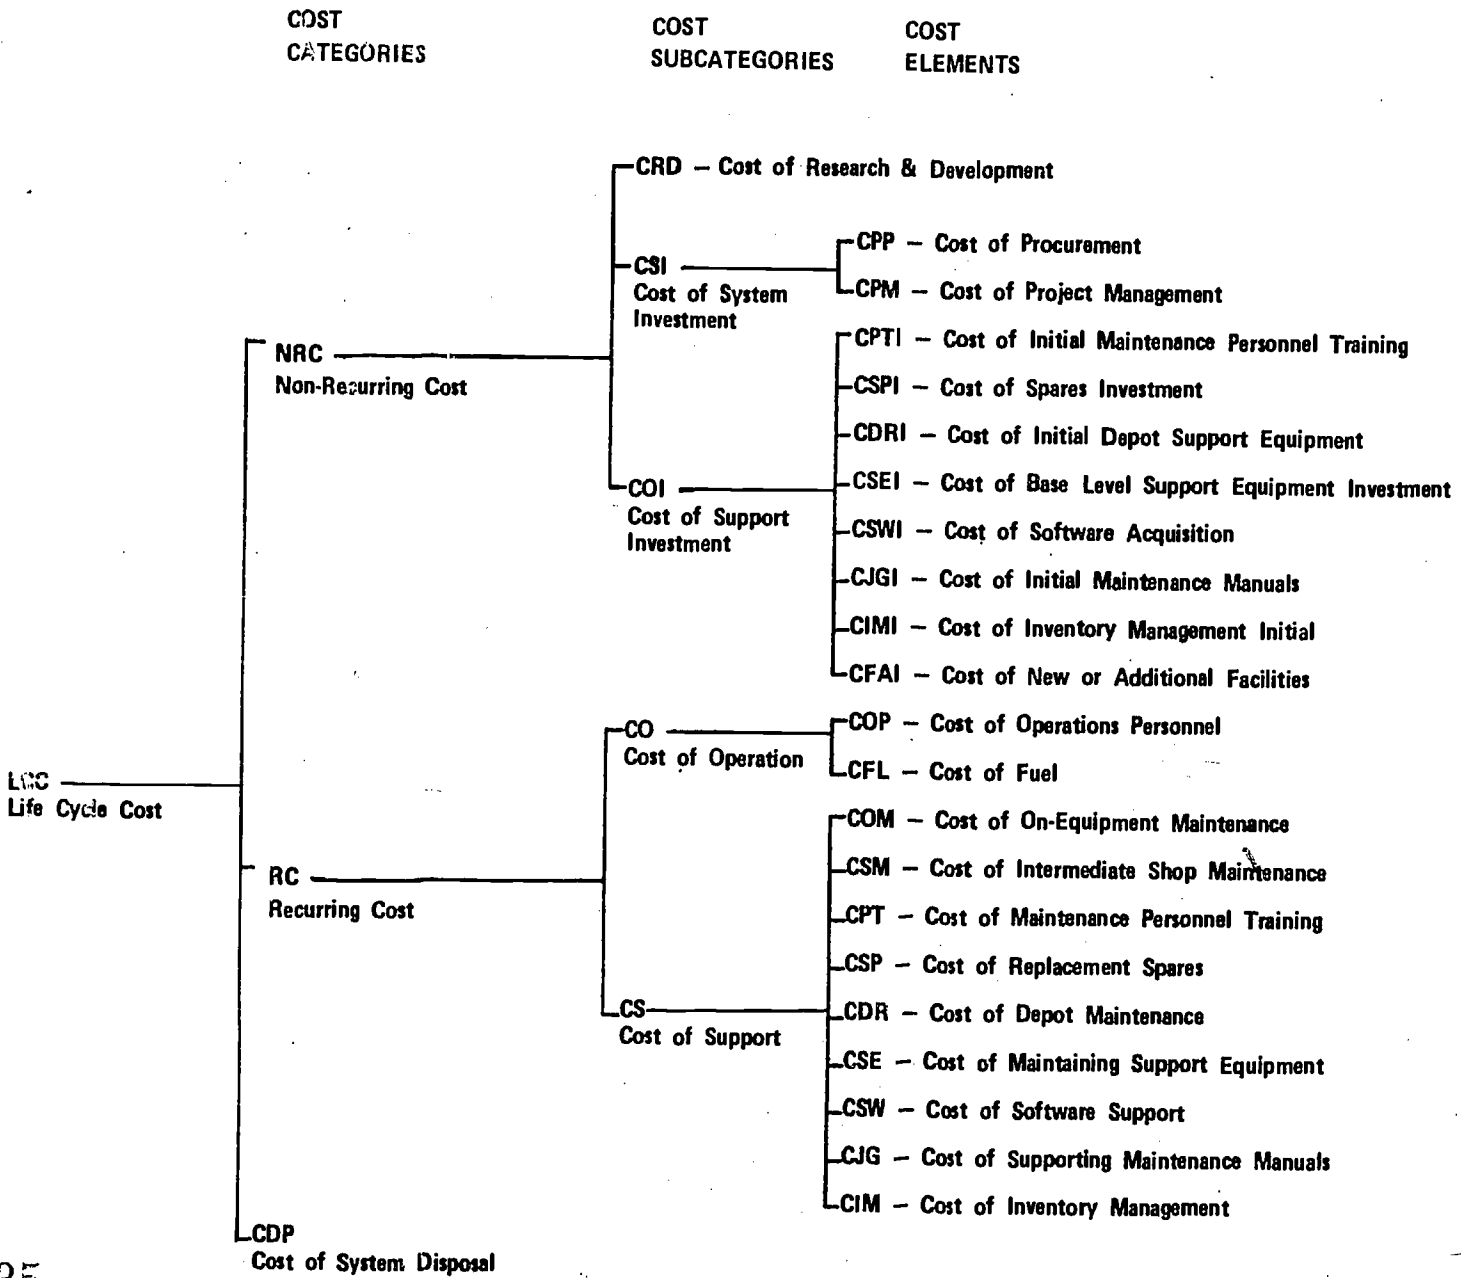 COST
CATEGORIES
COST
SUBCATEGORIES
COST
ELEMENTS
CRD – Cost of Research & Development
CPP – Cost of Procurement
CSI
CPM – Cost of Project Management
Cost of System
Investment
CPTI – Cost of Initial Maintenance Personnel Training
NRC
Non-Recurring Cost
CSPI – Cost of Spares Investment
CDRI – Cost of Initial Depot Support Equipment
COI
CSEI – Cost of Base Level Support Equipment Investment
Cost of Support
Investment
CSWI – Cost of Software Acquisition
CJGI – Cost of Initial Maintenance Manuals
CIMI – Cost of Inventory Management Initial
CFAI – Cost of New or Additional Facilities
CO
COP – Cost of Operations Personnel
Cost of Operation
CFL – Cost of Fuel
LCC
Life Cycle Cost
COM – Cost of On-Equipment Maintenance
RC
Recurring Cost
CSM – Cost of Intermediate Shop Maintenance
CPT – Cost of Maintenance Personnel Training
CSP – Cost of Replacement Spares
CS
Cost of Support
CDR – Cost of Depot Maintenance
CSE – Cost of Maintaining Support Equipment
CSW – Cost of Software Support
CJG – Cost of Supporting Maintenance Manuals
CIM – Cost of Inventory Management
CDP
Cost of System Disposal